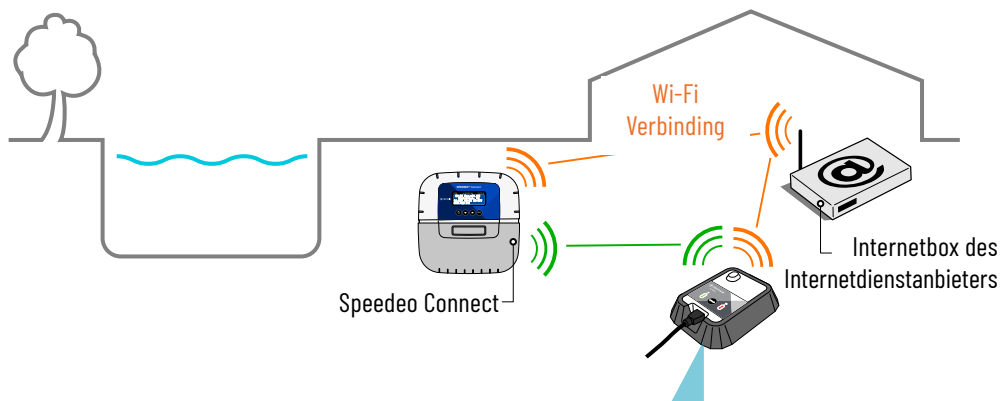 Wi-Fi
Verbinding
@
Internetbox des
Internetdienstanbieters
Speedeo Connect